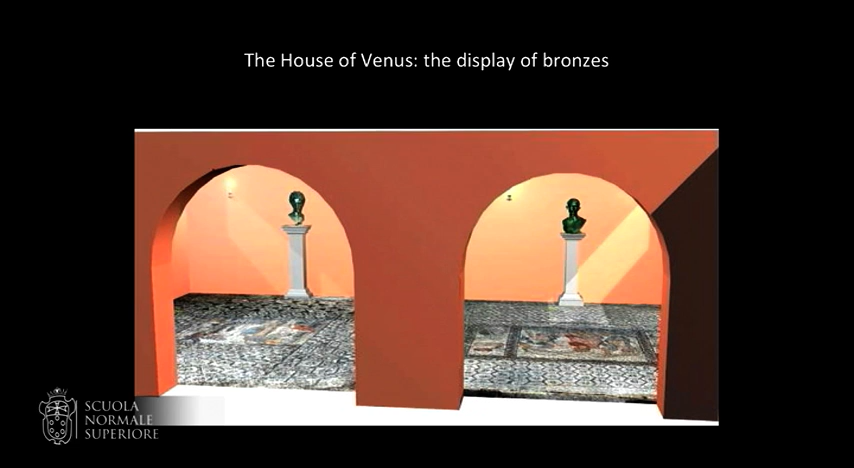 The House of Venus: the display of bronzes
SCUOLA
NORMALE
SUPERIORE